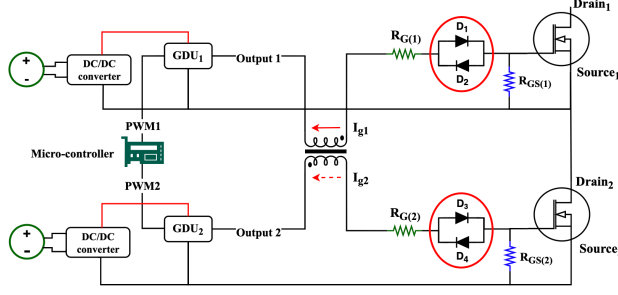 Drain1
D1
RG(1)
DC/DC
converter
GDU1
Output 1
D2
Source1
RGS(1)
PWM1
Ig1
Micro-controller
PWM2
Ig2
Drain2
D3
RG(2)
DC/DC
converter
GDU2
Output 2
D4
Source
RGS(2)